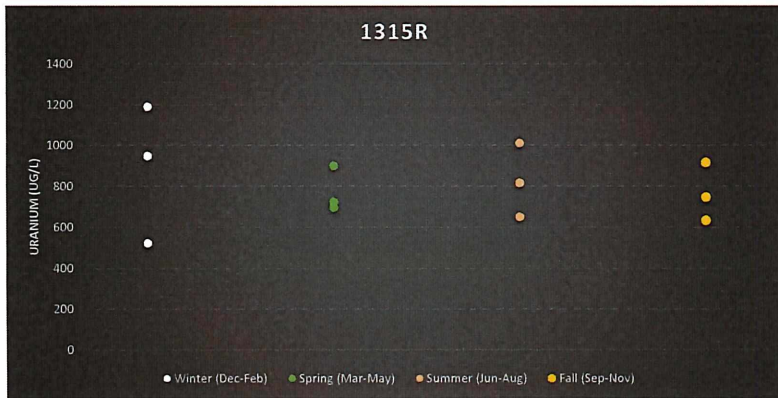 1315R
URANIUM (UG/L)
1400
1200
1000
800
600
400
200
0
Winter (Dec-Feb)
Spring (Mar-May)
Summer (Jun-Aug)
Fall (Sep-Nov)